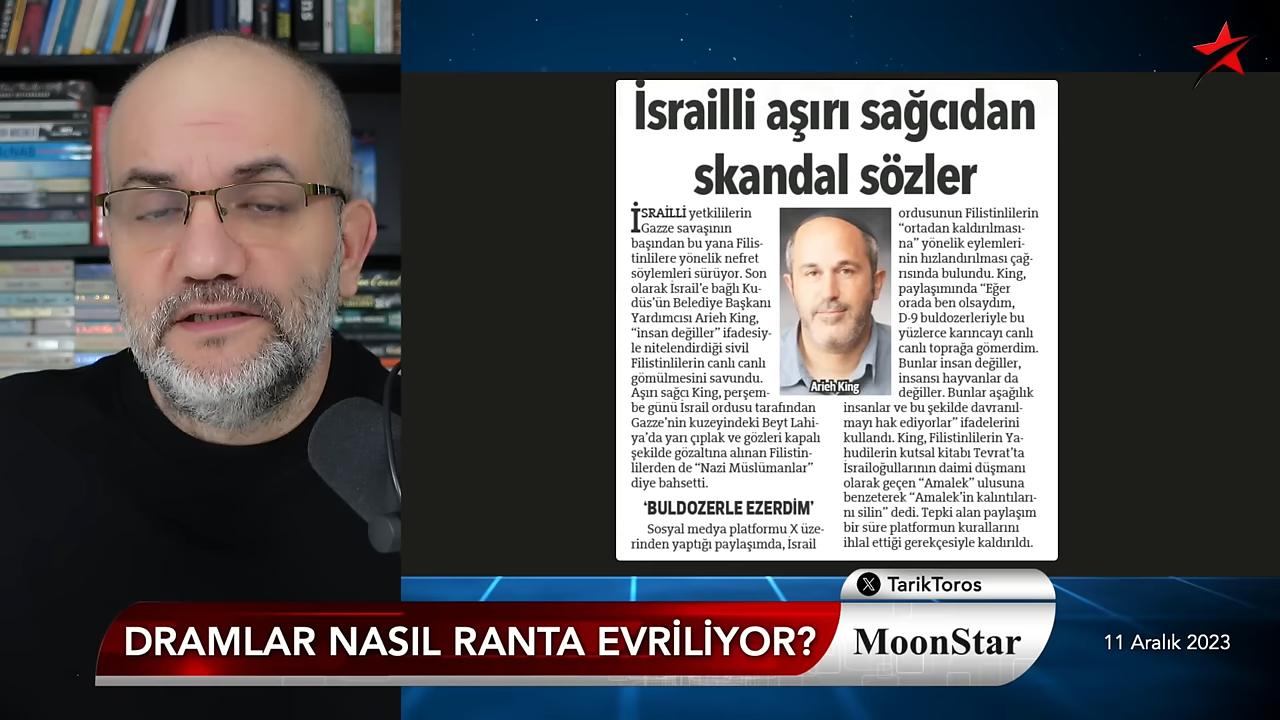 İsrailli aşırı sağcıdan
skandal sözler
İSRAİLLİ yetkililerin
Gazze savaşının
başından bu yana Filis-
tinlilere yönelik nefret
söylemleri sürüyor. Son
olarak İsrail'e bağlı Ku-
düs'ün Belediye Başkanı
Yardımcısı Arieh King,
"insan değiller" ifadesiy-
le nitelendirdiği sivil
Filistinlilerin canlı canlı
gömülmesini savundu.
Aşırı sağcı King, perşem-
be günü İsrail ordusu tarafından
Gazze'nin kuzeyindeki Beyt Lahi-
ya'da yarı çıplak ve gözleri kapalı
şekilde gözaltına alınan Filistin-
lilerden de "Nazi Müslümanlar"
diye bahsetti.
'BULDOZERLE EZERDİM'
Sosyal medya platformu X üze-
rinden yaptığı paylaşımda, İsrail
Arieh King
ordusunun Filistinlilerin
"ortadan kaldırılması-
na" yönelik eylemleri-
nin hızlandırılması çağ-
rısında bulundu. King,
paylaşımında "Eğer
orada ben olsaydım,
D-9 buldozerleriyle bu
yüzlerce karıncayı canlı
canlı toprağa gömerdim.
Bunlar insan değiller,
insansı hayvanlar da
değiller. Bunlar aşağılık
insanlar ve bu şekilde davranıl-
mayı hak ediyorlar" ifadelerini
kullandı. King, Filistinlilerin Ya-
hudilerin kutsal kitabı Tevrat'ta
İsrailoğullarının daimi düşmanı
olarak geçen "Amalek" ulusuna
benzeterek "Amalek'in kalıntıları-
nı silin" dedi. Tepki alan paylaşım
bir süre platformun kurallarını
ihlal ettiği gerekçesiyle kaldırıldı.
X TarikToros
DRAMLAR NASIL RANTA EVRİLİYOR?
MoonStar
11 Aralık 2023